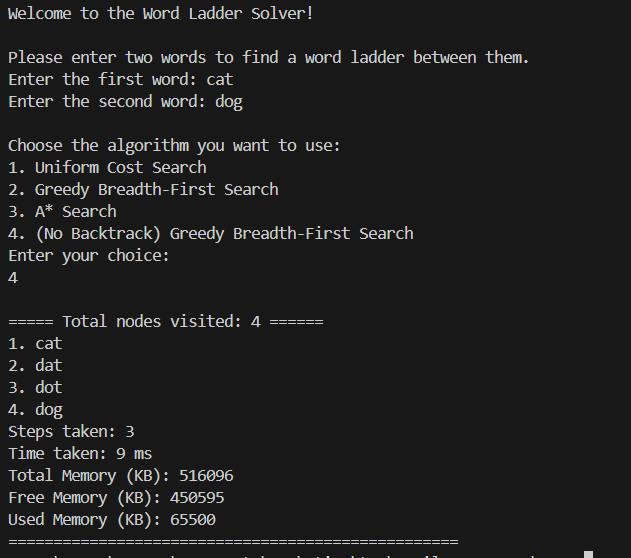 Welcome to the Word Ladder Solver!
Please enter two words to find a word ladder between them.
Enter the first word: cat
Enter the second word: dog
Choose the algorithm you want to use:
1. Uniform Cost Search
2. Greedy Breadth-First Search
3. A* Search
4. (No Backtrack) Greedy Breadth-First Search
Enter your choice:
4
===== Total nodes visited: 4 ======
1. cat
2. dat
3. dot
4. dog
Steps taken: 3
Time taken: 9 ms
Total Memory (KB): 516096
Free Memory (KB): 450595
Used Memory (KB): 65500
==================================================